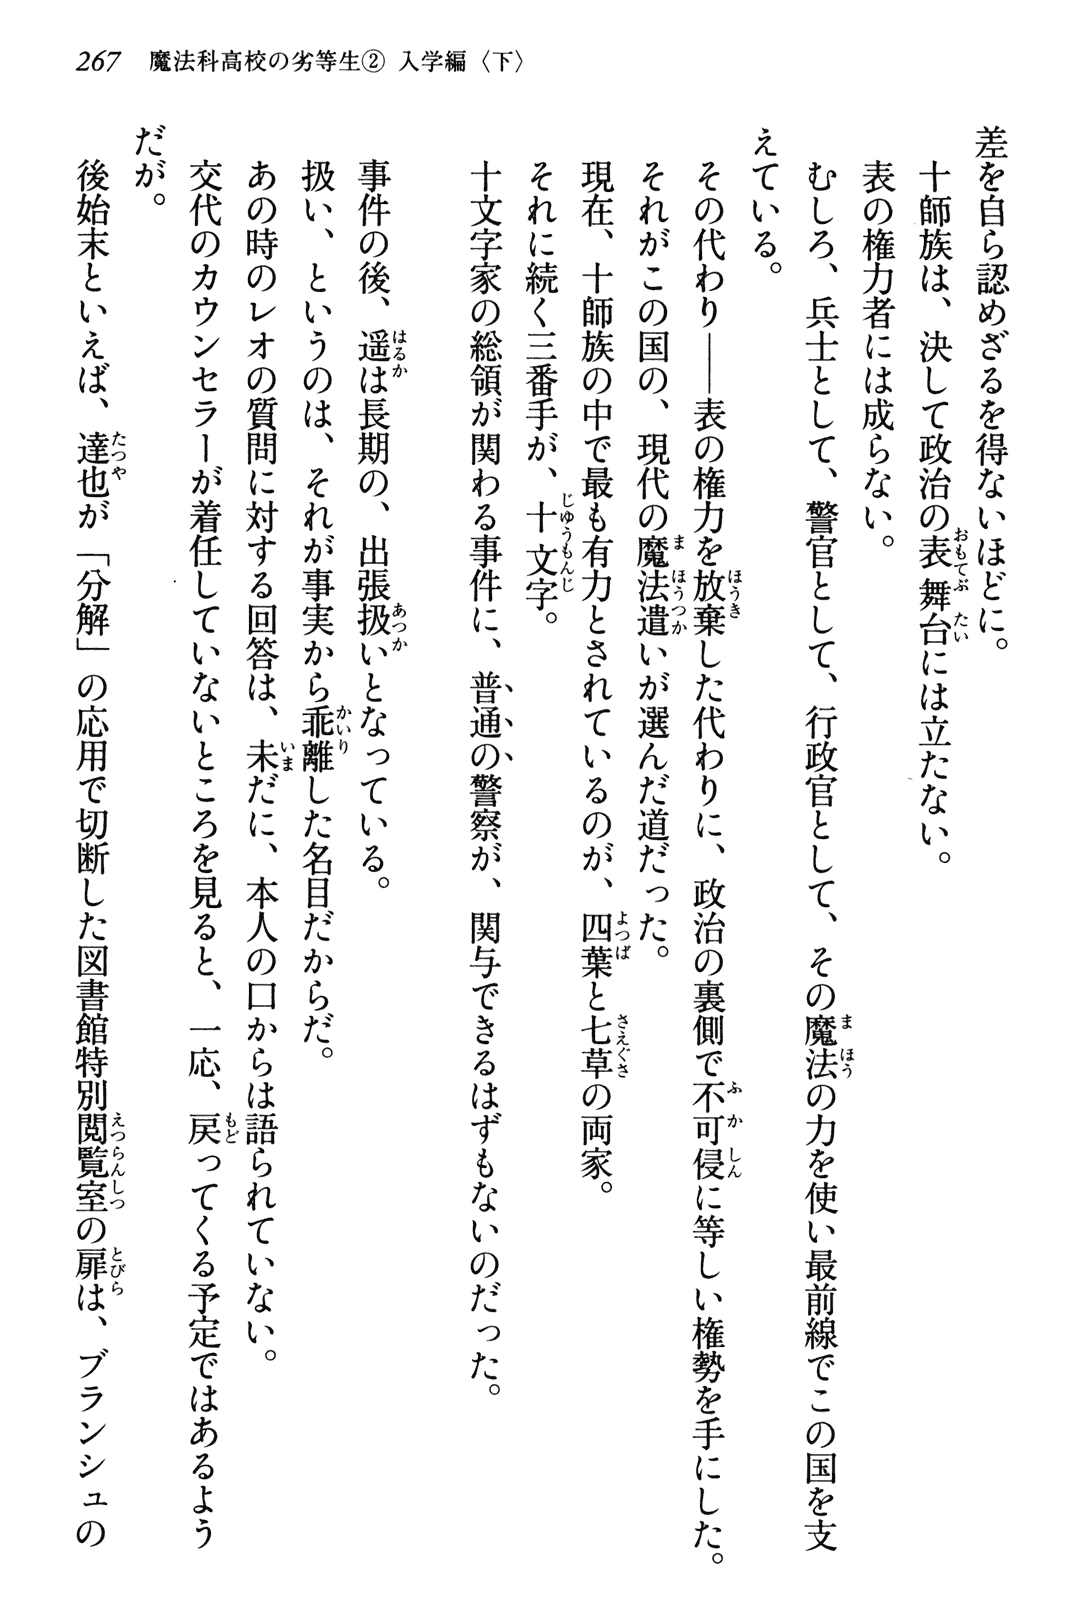 267 魔法科高校の劣等生② 入学編〈下〉
差を自ら認めざるを得ないほどに。
十師族は、決して政治の表舞台には立たない。
表の権力者には成らない。
むしろ、兵士として、警官として、行政官として、その魔法の力を使い最前線でこの国を支
えている。
その代わり――表の権力を放棄した代わりに、政治の裏側で不可侵に等しい権勢を手にした。
それがこの国の、現代の魔法遣いが選んだ道だった。
現在、十師族の中で最も有力とされているのが、四葉と七草の両家。
それに続く三番手が、十文字。
十文字家の総領が関わる事件に、普通の警察が、関与できるはずもないのだった。
事件の後、遥は長期の、出張扱いとなっている。
扱い、というのは、それが事実から乖離した名目だからだ。
あの時のレオの質問に対する回答は、未だに、本人の口からは語られていない。
交代のカウンセラーが着任していないところを見ると、一応、戻ってくる予定ではあるよう
だが。
後始末といえば、達也が「分解」の応用で切断した図書館特別閲覧室の扉は、ブランシュの